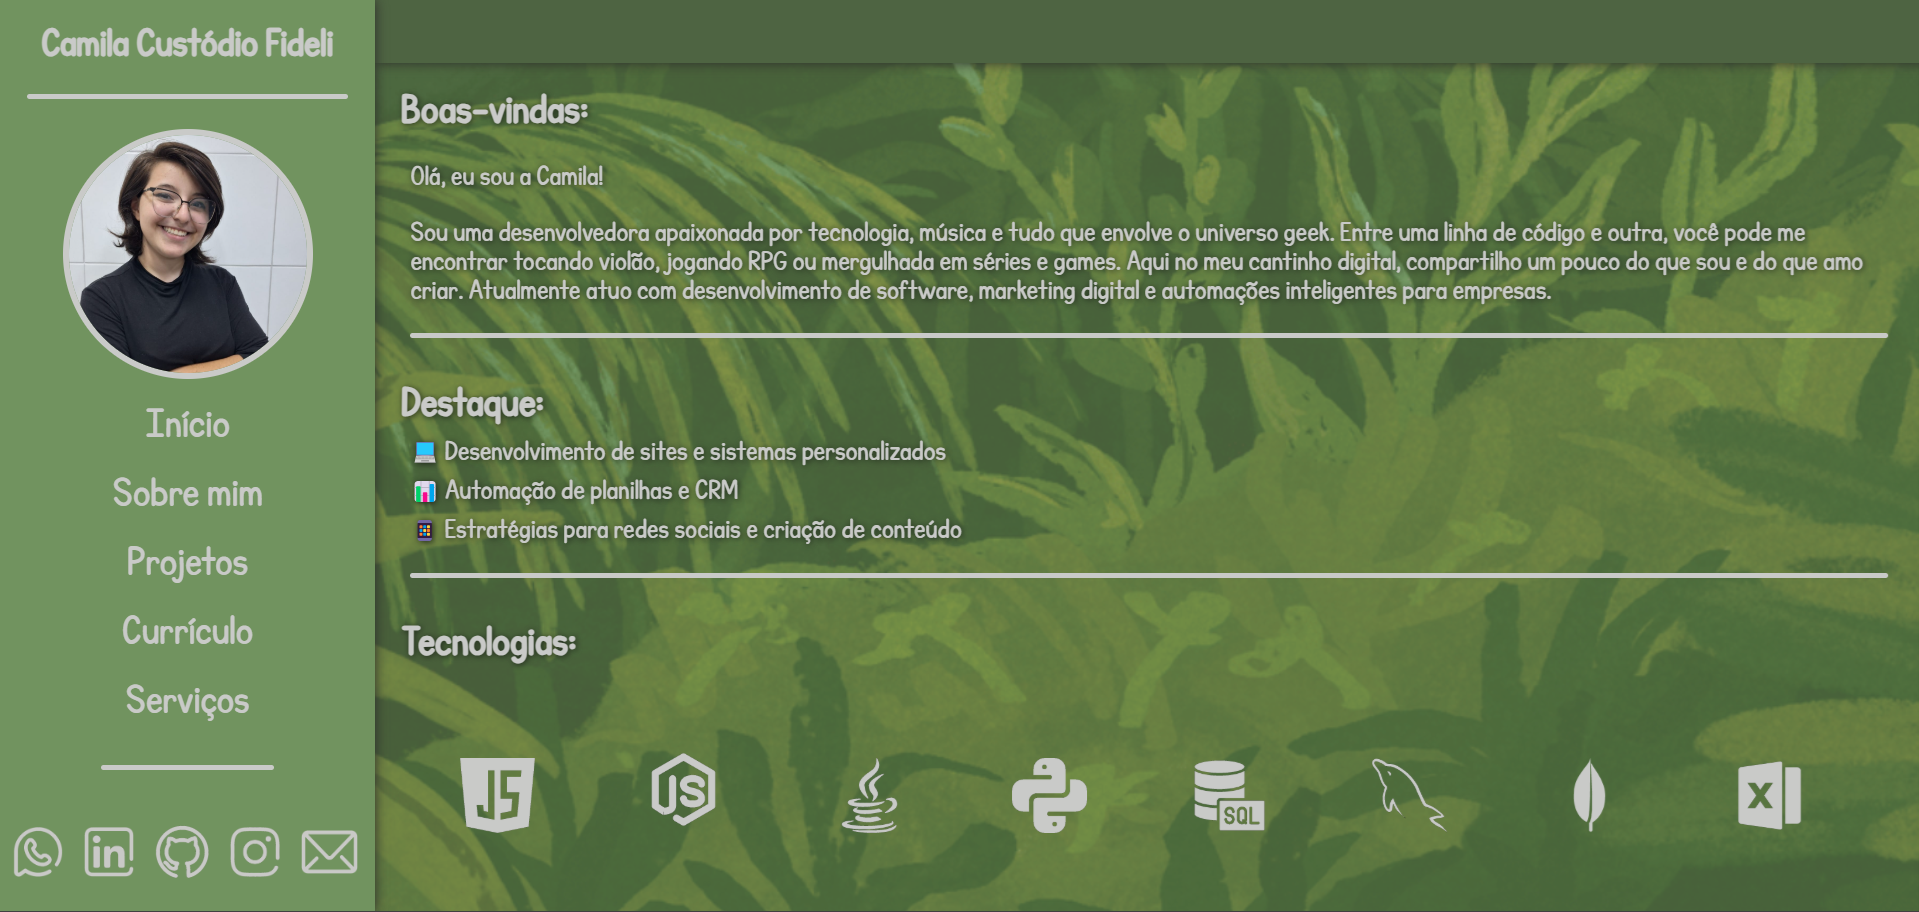 Camila Custódio Fideli
Início
Sobre mim
Projetos
Currículo
Serviços
Boas-vindas:
Olá, eu sou a Camila!
Sou uma desenvolvedora apaixonada por tecnologia, música e tudo que envolve o universo geek. Entre uma linha de código e outra, você pode me
encontrar tocando violão, jogando RPG ou mergulhada em séries e games. Aqui no meu cantinho digital, compartilho um pouco do que sou e do que amo
criar. Atualmente atuo com desenvolvimento de software, marketing digital e automações inteligentes para empresas.
Destaque:
Desenvolvimento de sites e sistemas personalizados
Automação de planilhas e CRM
Estratégias para redes sociais e criação de conteúdo
Tecnologias:
JS
JS
SQL
X
in